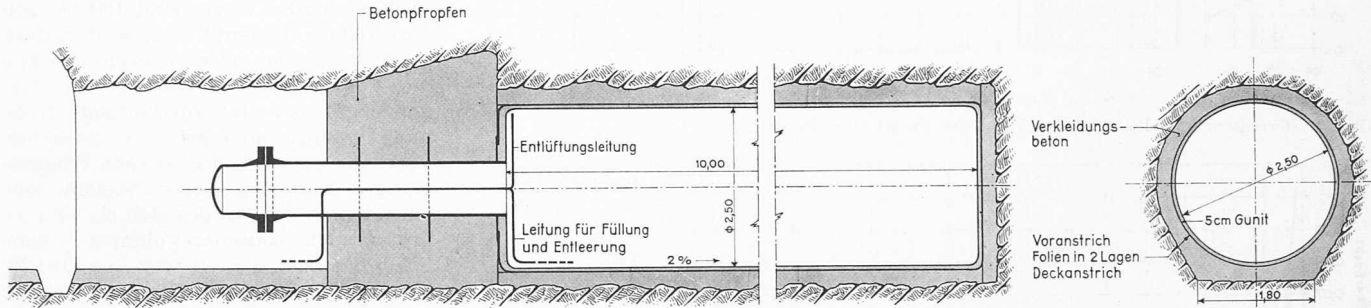 Betonpfropfen
Entlüftungsleitung
10,00
ϕ 2,50
Leitung für Füllung
und Entleerung
2 %
Verkleidungs-
beton
ϕ 2,50
5cm Gunit
Voranstrich
Folien in 2 Lagen
Deckanstrich
1,80